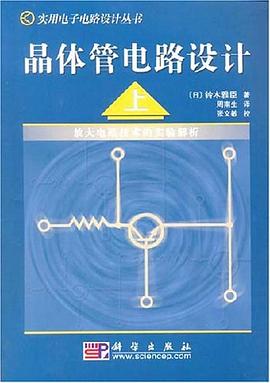 实用电子电路设计丛书
晶体管电路设计
上
〔日〕铃木雅臣 著
周南生 译
张文敏 校
放大电路技术的实验解析
科学出版社
www.sciencep.com